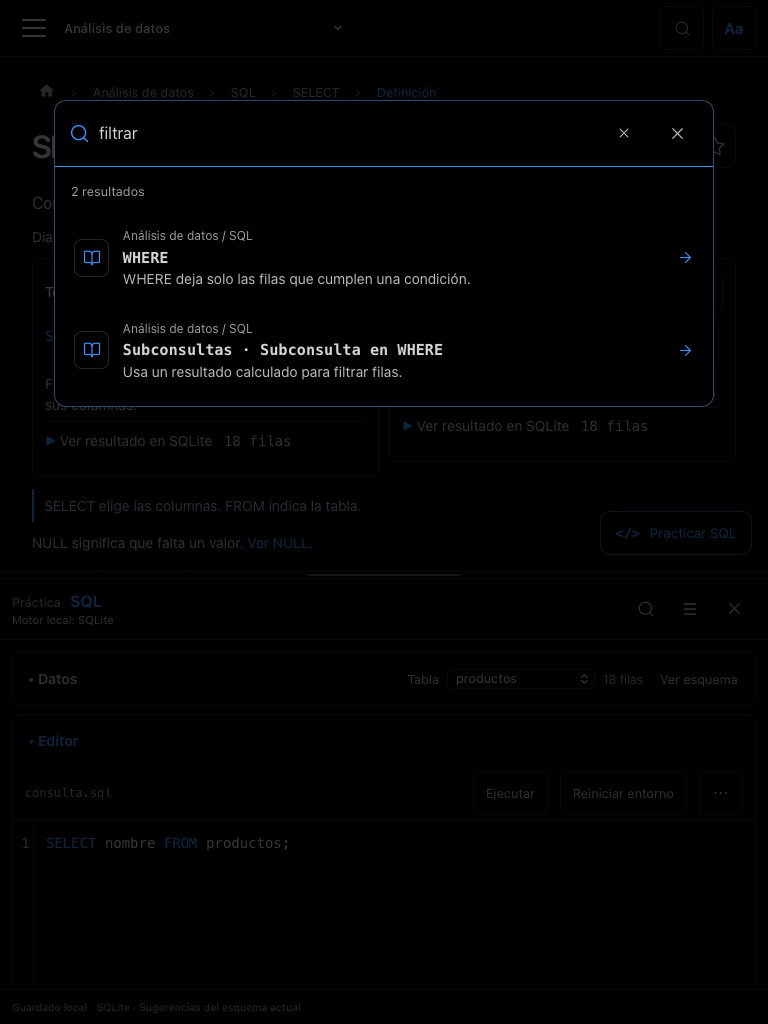 Análisis de datos
Aa
Análisis de datos > SQL > SELECT > Definición
filtrar
2 resultados
Análisis de datos / SQL
WHERE
WHERE deja solo las filas que cumplen una condición.
Análisis de datos / SQL
Subconsultas · Subconsulta en WHERE
Usa un resultado calculado para filtrar filas.
sus columnas.
Ver resultado en SQLite 18 filas
Ver resultado en SQLite 18 filas
SELECT elige las columnas. FROM indica la tabla.
</> Practicar SQL
NULL significa que falta un valor. Ver NULL.
Práctica SQL
Motor local: SQLite
Datos
Tabla productos 18 filas Ver esquema
Editor
consulta.sql
Ejecutar Reiniciar entorno ...
1 SELECT nombre FROM productos;
Guardado local SQLite · Sugerencias del esquema actual